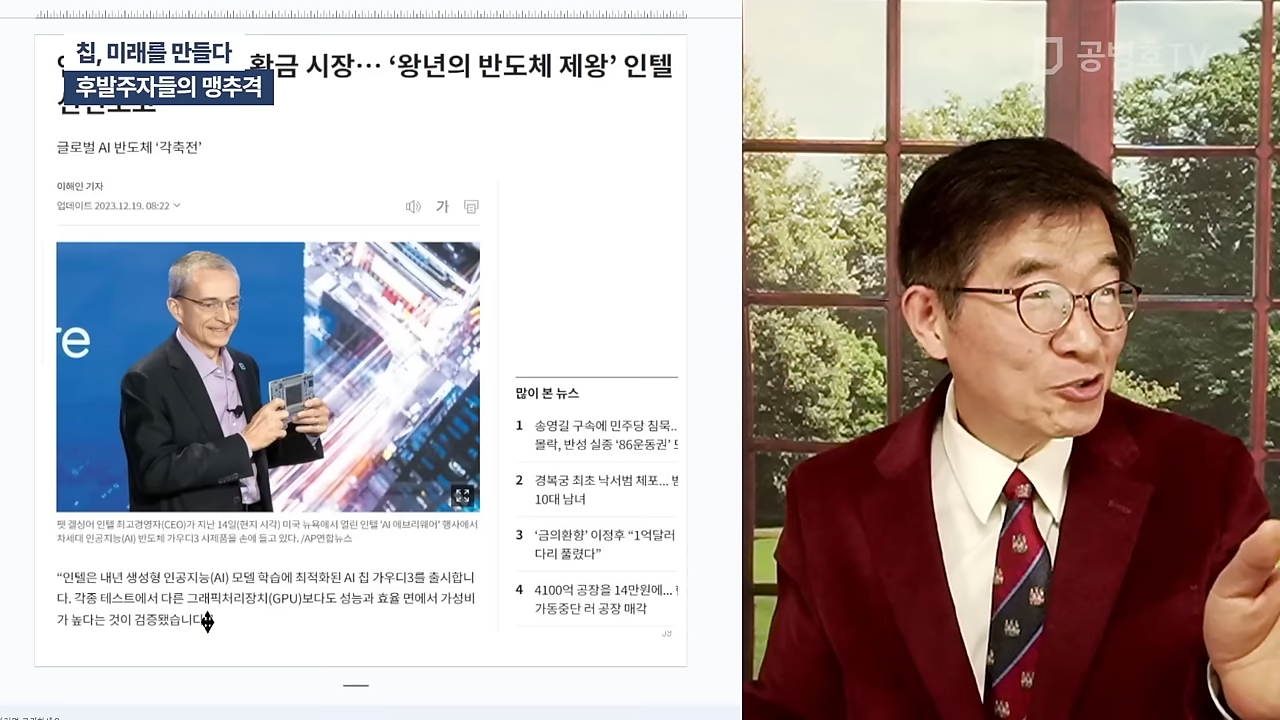 칩, 미래를 만들다
후발주자들의 맹추격
황금 시장… ‘왕년의 반도체 제왕’ 인텔
글로벌 AI 반도체 ‘각축전’
이해인 기자
업데이트 2023.12.19. 08:22
가
re
펫 겔싱어 인텔 최고경영자(CEO)가 지난 14일(현지 시각) 미국 뉴욕에서 열린 인텔 ‘AI 에브리웨어’ 행사에서
차세대 인공지능(AI) 반도체 가우디3 시제품을 손에 들고 있다. /AP연합뉴스
“인텔은 내년 생성형 인공지능(AI) 모델 학습에 최적화된 AI 칩 가우디3를 출시합니
다. 각종 테스트에서 다른 그래픽처리장치(GPU)보다도 성능과 효율 면에서 가성비
가 높다는 것이 검증됐습니다
많이 본 뉴스
1 송영길 구속에 민주당 침묵..
몰락, 반성 실종 ‘86운동권’
2 경복궁 최초 낙서범 체포...
10대 남녀
3 ‘금의환향’ 이정후 “1억달러
다리 풀렸다”
4 4100억 공장을 14만원에...
가동중단 러 공장 매각
공병호TV